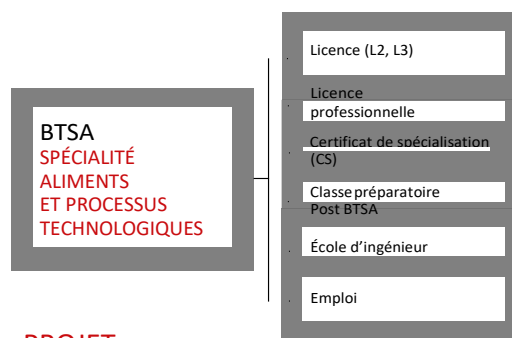 BTSA
SPÉCIALITÉ
ALIMENTS
ET PROCESSUS
TECHNOLOGIQUES
Licence (L2, L3)
Licence
professionnelle
Certificat de spécialisation
(CS)
Classe préparatoire
Post BTSA
École d’ingénieur
Emploi
PROJET